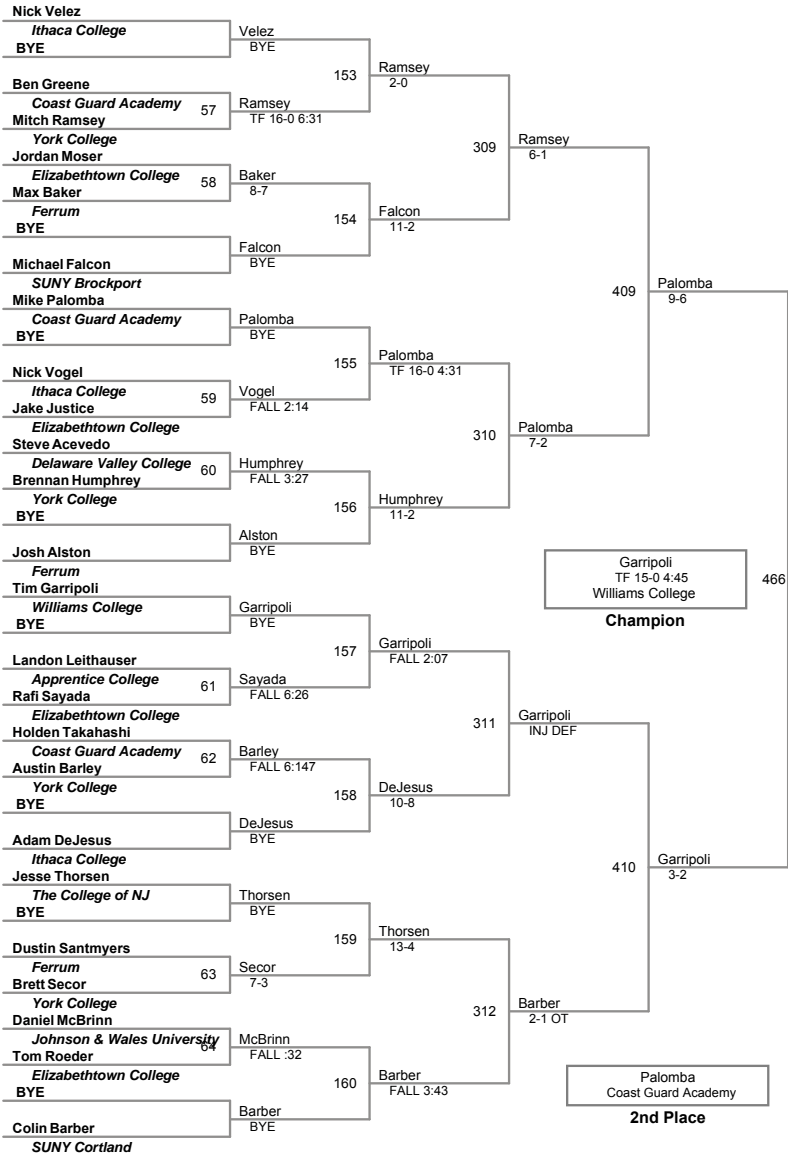 Nick Velez
Ithaca College
BYE
Ben Greene
Coast Guard Academy
57
Mitch Ramsey
York College
Jordan Moser
Elizabethtown College
58
Max Baker
Ferrum
BYE
Michael Falcon
SUNY Brockport
Mike Palomba
Coast Guard Academy
BYE
Nick Vogel
Ithaca College
59
Jake Justice
Elizabethtown College
Steve Acevedo
Delaware Valley College
60
Brennan Humphrey
York College
BYE
Josh Alston
Ferrum
Tim Garripoli
Williams College
BYE
Landon Leithauser
Apprentice College
61
Rafi Sayada
Elizabethtown College
Holden Takahashi
Coast Guard Academy
62
Austin Barley
York College
BYE
Adam DeJesus
Ithaca College
Jesse Thorsen
The College of NJ
BYE
Dustin Santmyers
Ferrum
63
Brett Secor
York College
Daniel McBrinn
Johnson & Wales University
64
Tom Roeder
Elizabethtown College
BYE
Colin Barber
SUNY Cortland
Velez
BYE
153
Ramsey
TF 16-0 6:31
Baker
8-7
154
Falcon
BYE
Palomba
BYE
155
Vogel
FALL 2:14
Humphrey
FALL 3:27
156
Alston
BYE
Garripoli
BYE
157
Sayada
FALL 6:26
Barley
FALL 6:147
158
DeJesus
BYE
Thorsen
BYE
159
Secor
7-3
McBrinn
FALL :32
160
Barber
BYE
Ramsey
2-0
309
Falcon
11-2
Palomba
TF 16-0 4:31
310
Humphrey
11-2
Garripoli
FALL 2:07
311
DeJesus
10-8
Thorsen
13-4
312
Barber
FALL 3:43
Ramsey
6-1
409
Palomba
7-2
Garripoli
INJ DEF
410
Barber
2-1 OT
Palomba
9-6
466
Garripoli
3-2
Garripoli
TF 15-0 4:45
Williams College
Champion
Palomba
Coast Guard Academy
2nd Place